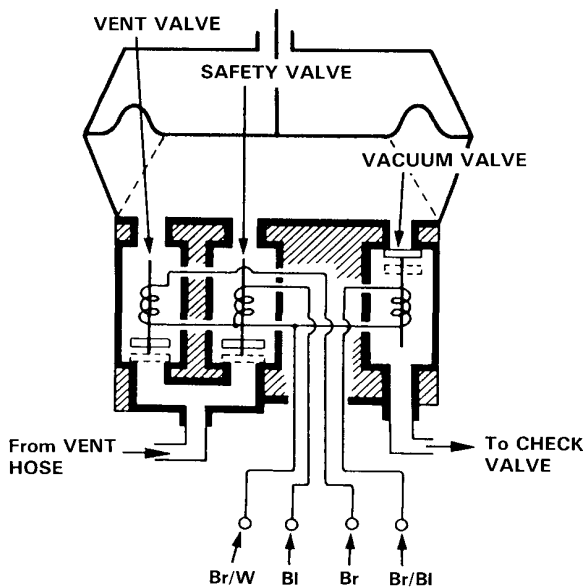 VENT VALVE
SAFETY VALVE
VACUUM VALVE
From VENT
HOSE
To CHECK
VALVE
Br/W
Bl
Br
Br/Bl